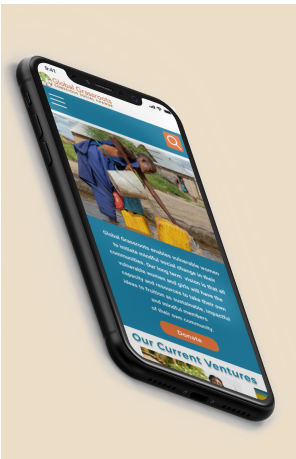 9:41
Global Grassroots
CONSCIOUS SOCIAL CHANGE
Global Grassroots enables vulnerable women
to initiate mindful social change in their
communities. Our long term vision is that all
vulnerable women and girls will have the
capacity and resources to take their own
ideas to fruition as sustainable, impactful
and mindful members
of their own community.
Donate
Our Current Ventures